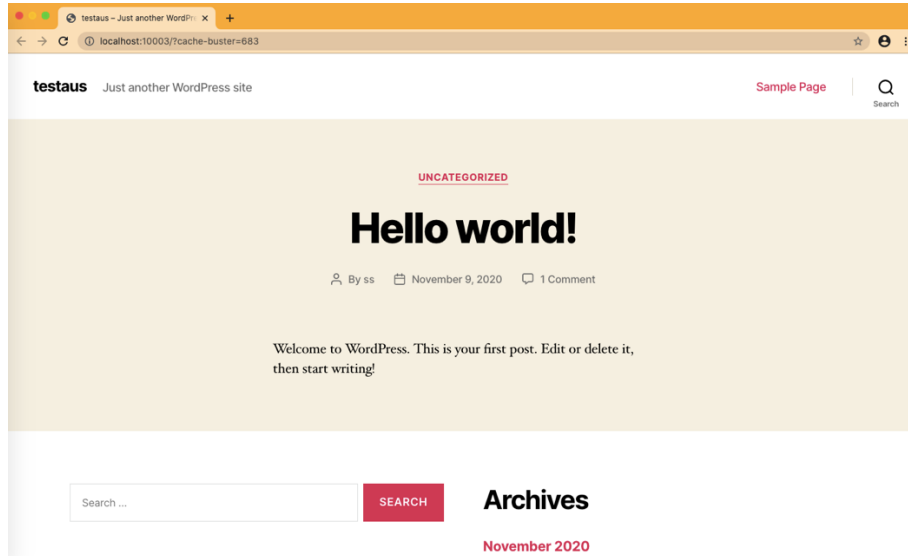 testaus – Just another WordPr
localhost:10003/?cache-buster=683
testaus Just another WordPress site
Sample Page
Search
UNCATEGORIZED
Hello world!
By ss November 9, 2020 1 Comment
Welcome to WordPress. This is your first post. Edit or delete it,
then start writing!
Search ...
SEARCH
Archives
November 2020